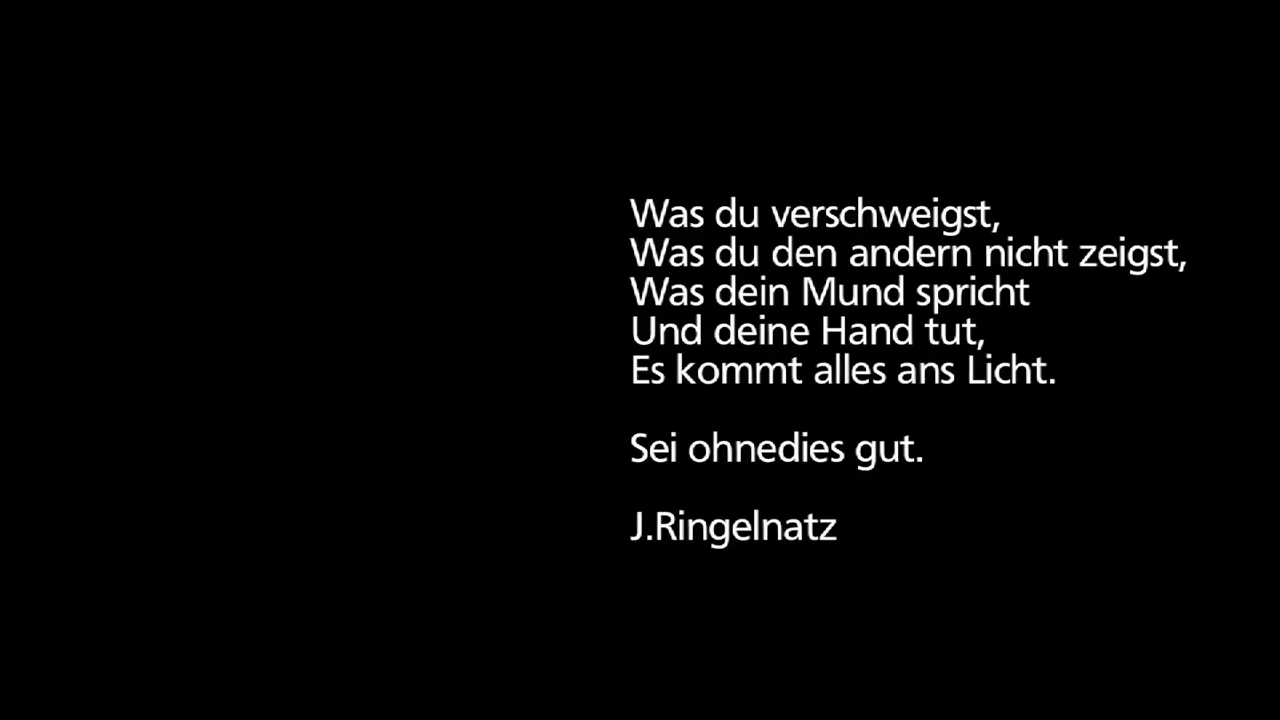 Was du verschweigst,
Was du den andern nicht zeigst,
Was dein Mund spricht
Und deine Hand tut,
Es kommt alles ans Licht.
Sei ohnedies gut.
J.Ringelnatz